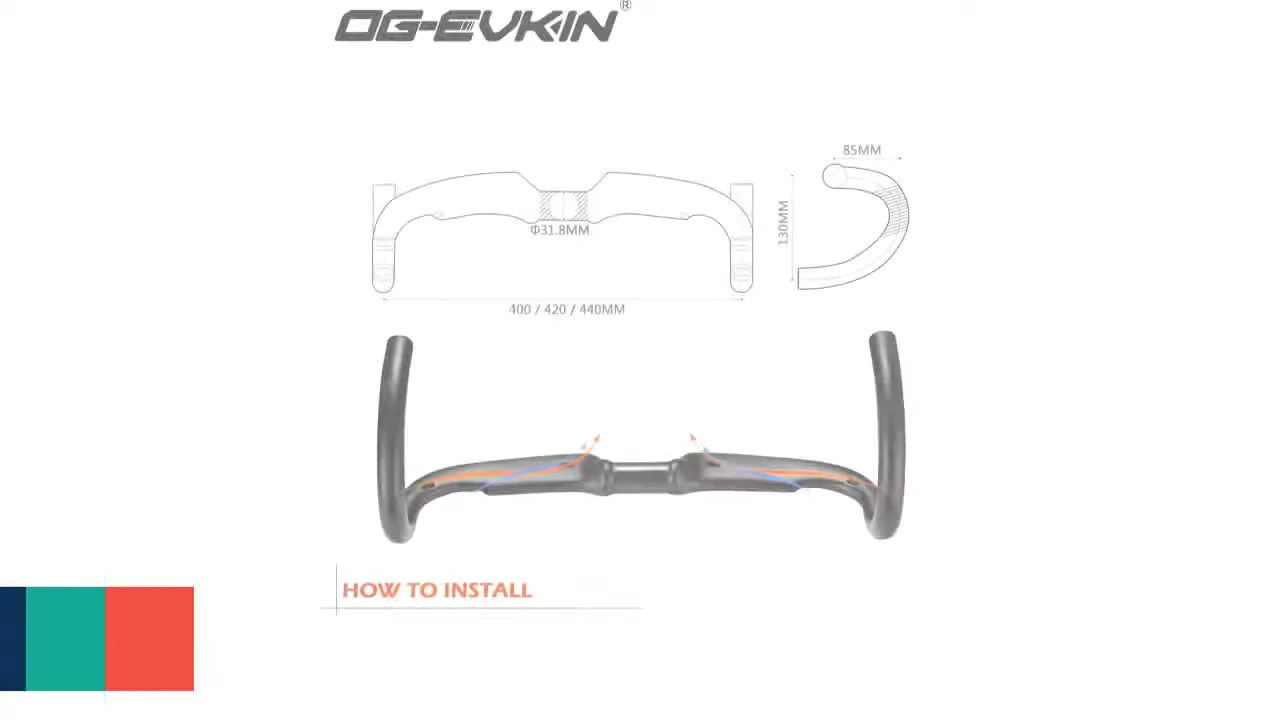 OG-EVKIN®
85MM
130MM
Φ31.8MM
400 / 420 / 440MM
HOW TO INSTALL